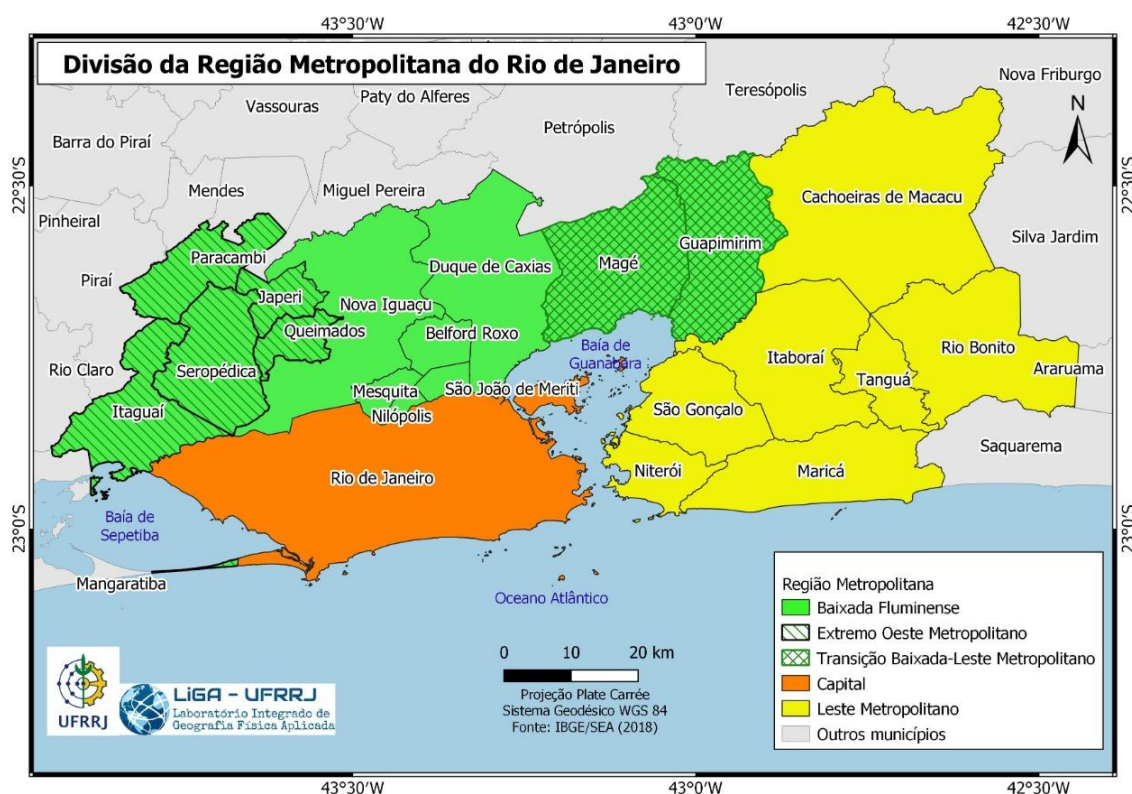 43°30'W
43°0'W
42°30'W
Divisão da Região Metropolitana do Rio de Janeiro
Nova Friburgo
Teresópolis
Paty do Alferes
Vassouras
Petrópolis
N
Barra do Piraí
22°30'S
22°30'S
Mendes
Miguel Pereira
Cachoeiras de Macacu
Pinheiral
Silva Jardim
Guapimirim
Paracambi
Magé
Duque de Caxias
Piraí
Japeri
Nova Iguaçu
Queimados
Belford Roxo
Baía de
Guanabara
Itaboraí
Rio Bonito
Rio Claro
Seropédica
Araruama
Tanguá
Mesquita
São João de Meriti
Itaguaí
São Gonçalo
Nilópolis
Saquarema
Rio de Janeiro
Niterói
Maricá
Baía de
Sepetiba
23°0'S
23°0'S
Mangaratiba
Oceano Atlântico
Região Metropolitana
Baixada Fluminense
Extremo Oeste Metropolitano
Transição Baixada-Leste Metropolitano
Capital
Leste Metropolitano
Outros municípios
0 10 20 km
Projeção Plate Carrée
Sistema Geodésico WGS 84
Fonte: IBGE/SEA (2018)
UFRRJ
LiGA - UFRRJ
Laboratório Integrado de
Geografia Física Aplicada
43°30'W
43°0'W
42°30'W